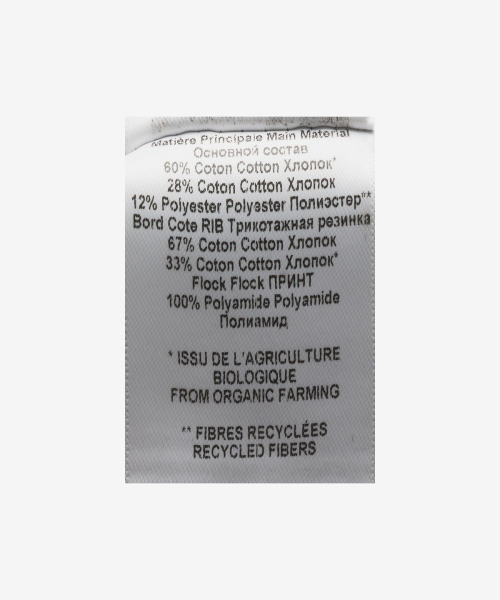 Matière Principale Main Material
Основной состав
60% Coton Cotton Хлопок*
28% Coton Cotton Хлопок
12% Polyester Polyester Полиэстер**
Bord Cote RIB Трикотажная резинка
67% Coton Cotton Хлопок
33% Coton Cotton Хлопок*
Flock Flock ПРИНТ
100% Polyamide Polyamide
Полиамид
* ISSU DE L'AGRICULTURE
BIOLOGIQUE
FROM ORGANIC FARMING
** FIBRES RECYCLÉES
RECYCLED FIBERS